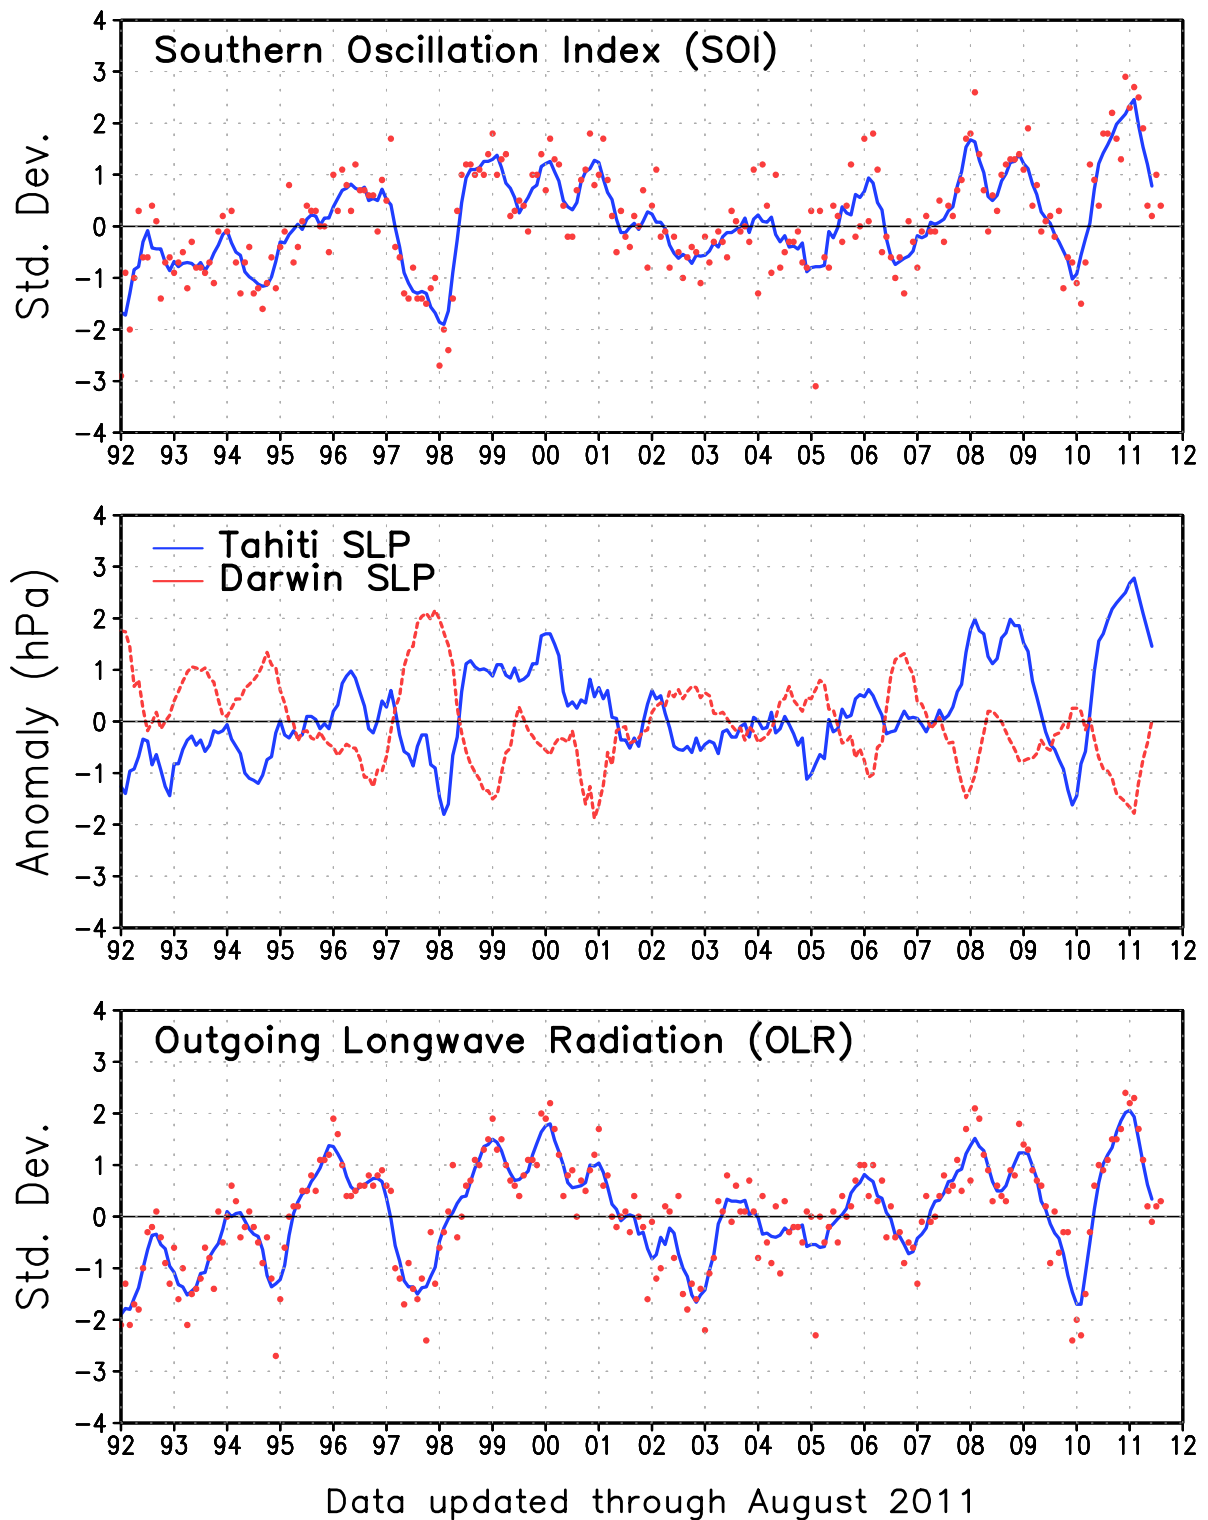 Southern Oscillation Index (SOI)
Std. Dev.
4
3
2
1
0
−1
−2
−3
−4
92 93 94 95 96 97 98 99 00 01 02 03 04 05 06 07 08 09 10 11 12
Tahiti SLP
Darwin SLP
Anomaly (hPa)
4
3
2
1
0
−1
−2
−3
−4
92 93 94 95 96 97 98 99 00 01 02 03 04 05 06 07 08 09 10 11 12
Outgoing Longwave Radiation (OLR)
Std. Dev.
4
3
2
1
0
−1
−2
−3
−4
92 93 94 95 96 97 98 99 00 01 02 03 04 05 06 07 08 09 10 11 12
Data updated through August 2011